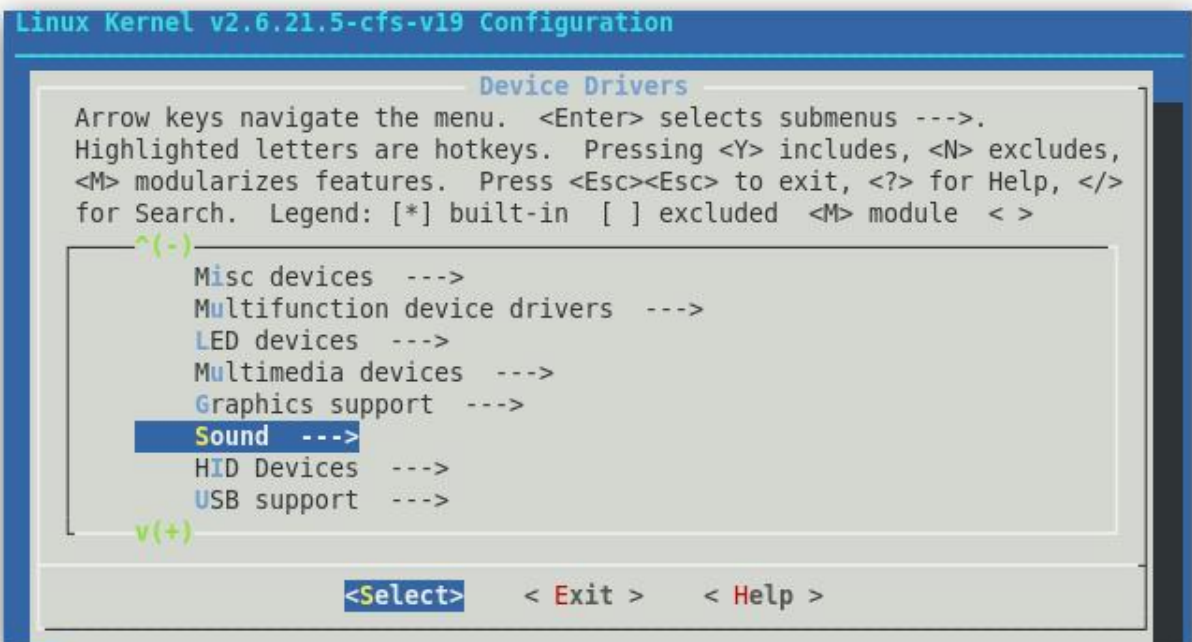 Linux Kernel v2.6.21.5-cfs-v19 Configuration
Device Drivers
Arrow keys navigate the menu.  <Enter> selects submenus --->.
Highlighted letters are hotkeys.  Pressing <Y> includes, <N> excludes,
<M> modularizes features.  Press <Esc><Esc> to exit, <?> for Help, </>
for Search.  Legend: [*] built-in  [ ] excluded  <M> module  < >
^(-)
Misc devices  --->
Multifunction device drivers  --->
LED devices  --->
Multimedia devices  --->
Graphics support  --->
Sound  --->
HID Devices  --->
USB support  --->
v(+)
<Select>    < Exit >    < Help >